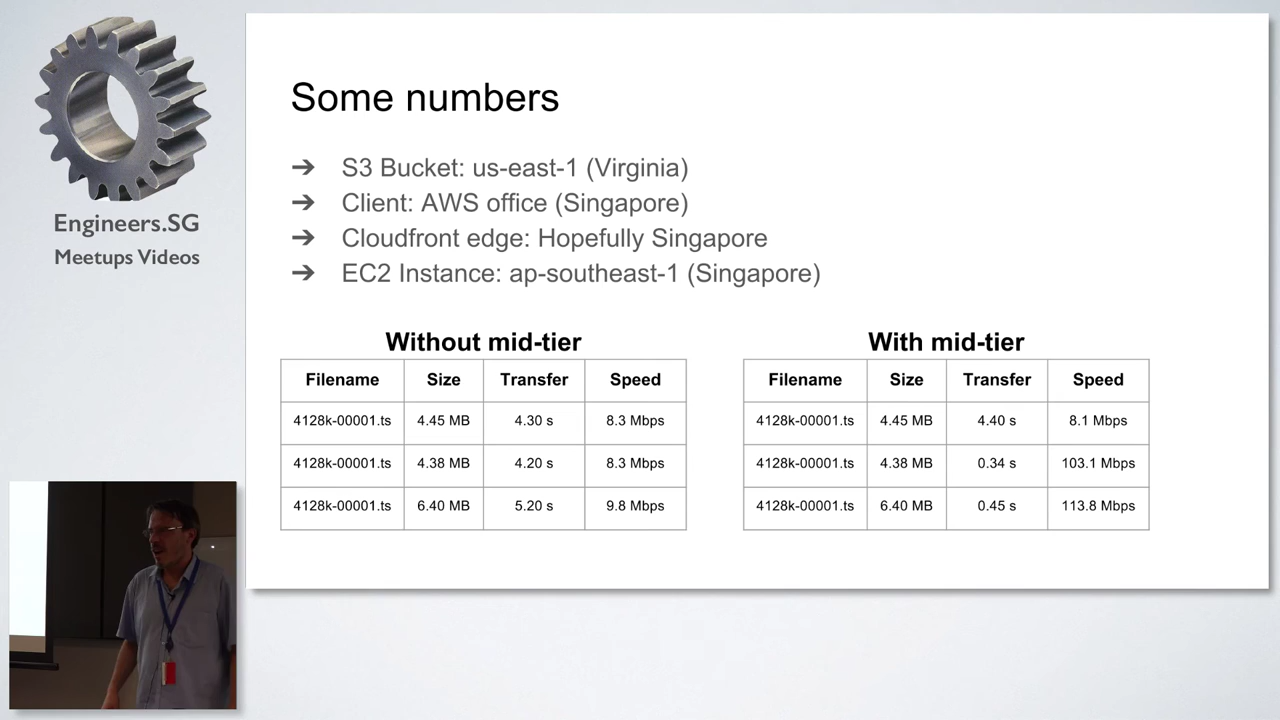 Engineers.SG
Meetups Videos
Some numbers
➔ S3 Bucket: us-east-1 (Virginia)
➔ Client: AWS office (Singapore)
➔ Cloudfront edge: Hopefully Singapore
➔ EC2 Instance: ap-southeast-1 (Singapore)
Without mid-tier
Filename Size Transfer Speed
4128k-00001.ts 4.45 MB 4.30 s 8.3 Mbps
4128k-00001.ts 4.38 MB 4.20 s 8.3 Mbps
4128k-00001.ts 6.40 MB 5.20 s 9.8 Mbps
With mid-tier
Filename Size Transfer Speed
4128k-00001.ts 4.45 MB 4.40 s 8.1 Mbps
4128k-00001.ts 4.38 MB 0.34 s 103.1 Mbps
4128k-00001.ts 6.40 MB 0.45 s 113.8 Mbps